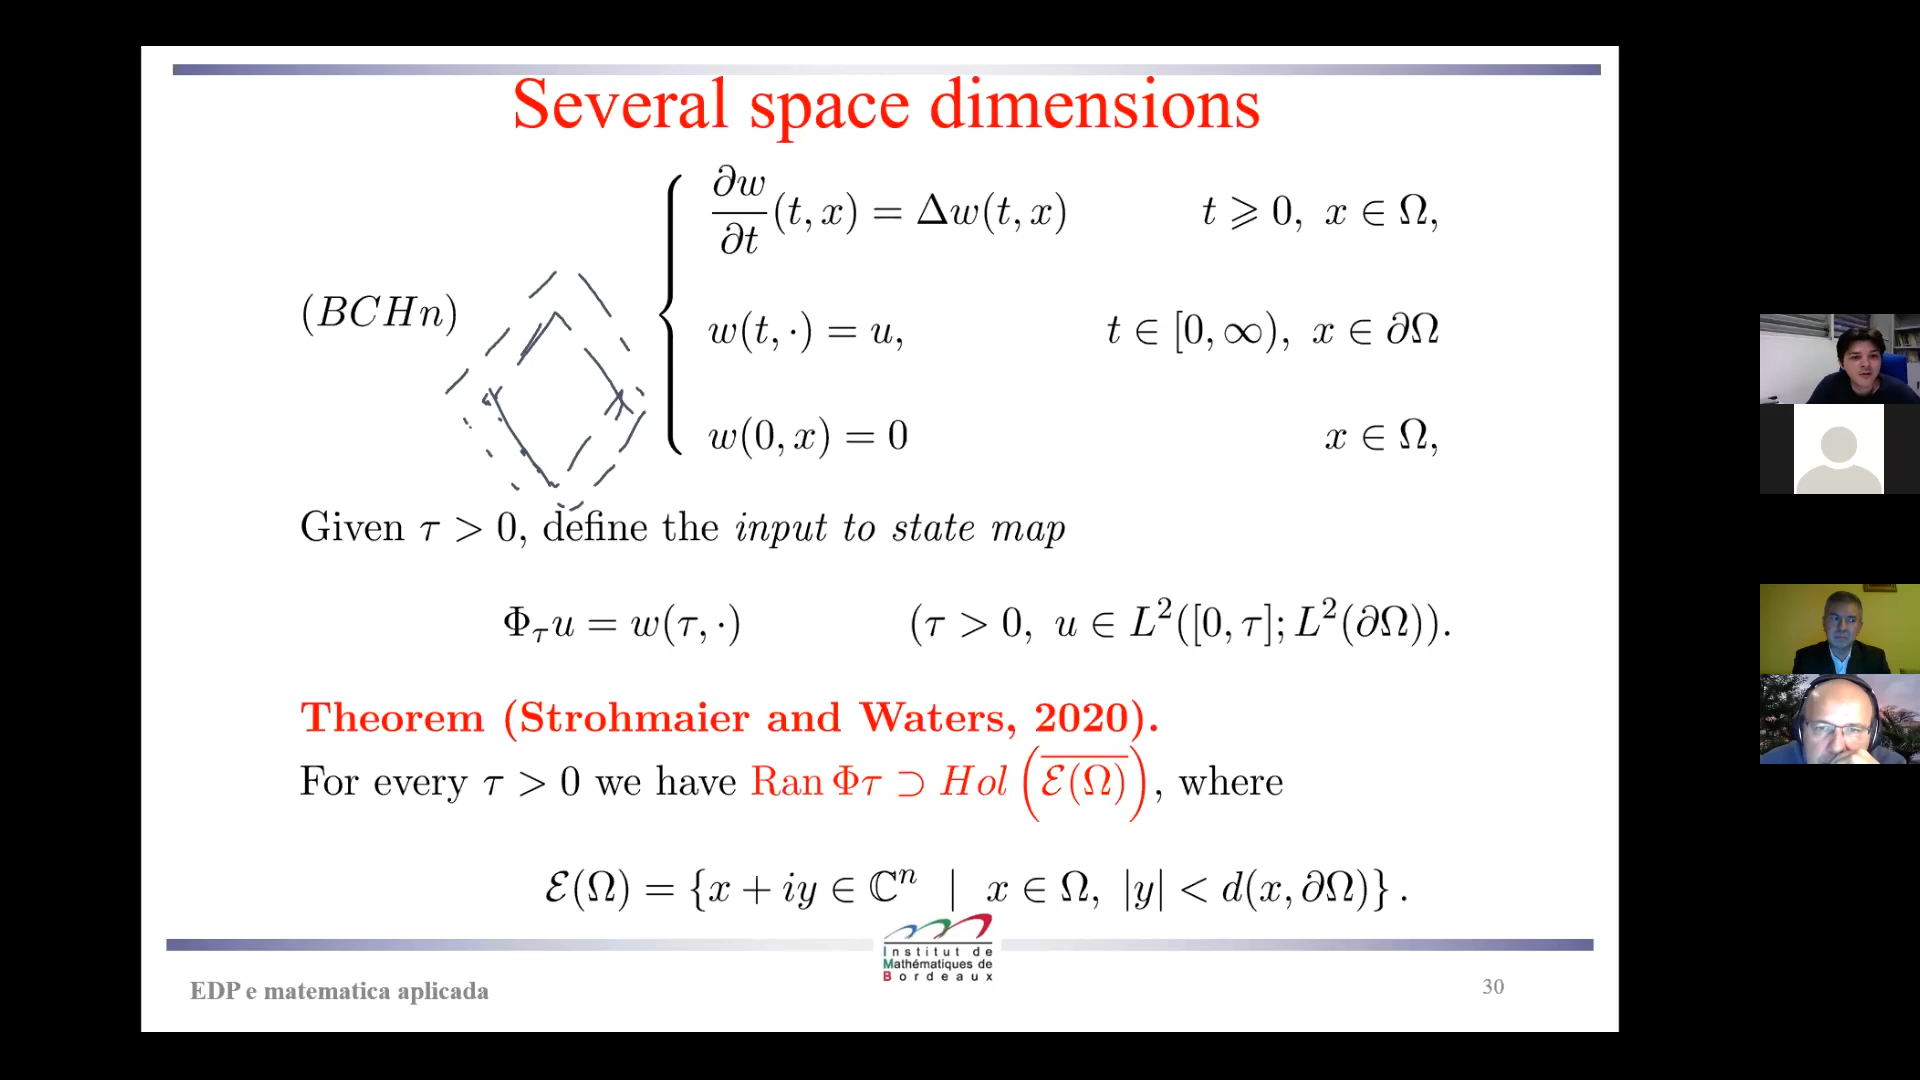 Several space dimensions
(BCHn)
∂w/∂t (t, x) = Δw(t, x) t ⩾ 0, x ∈ Ω,
w(t, ·) = u, t ∈ [0, ∞), x ∈ ∂Ω
w(0, x) = 0 x ∈ Ω,
Given τ > 0, define the input to state map
Φ_τ u = w(τ, ·) (τ > 0, u ∈ L²([0, τ]; L²(∂Ω)).
Theorem (Strohmaier and Waters, 2020).
For every τ > 0 we have Ran Φτ ⊃ Hol (\overline{ℰ(Ω)}), where
ℰ(Ω) = {x + iy ∈ ℂⁿ | x ∈ Ω, |y| < d(x, ∂Ω)}.
Institut de
Mathématiques de
Bordeaux
EDP e matematica aplicada
30